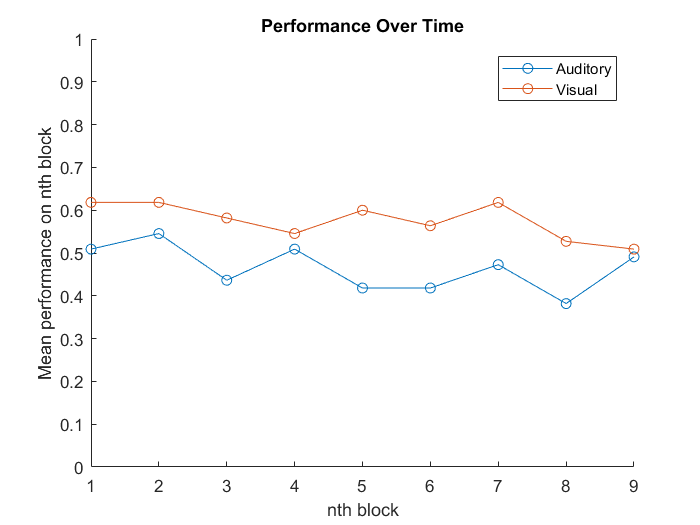 Performance Over Time
Auditory
Visual
Mean performance on nth block
1
0.9
0.8
0.7
0.6
0.5
0.4
0.3
0.2
0.1
0
1 2 3 4 5 6 7 8 9
nth block